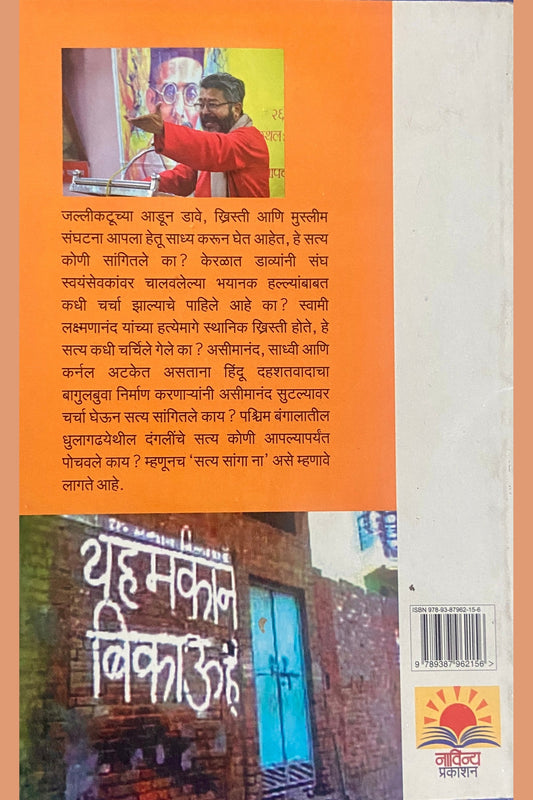 २६
स्थल:
जल्लीकटूच्या आडून डावे, ख्रिस्ती आणि मुस्लीम
संघटना आपला हेतू साध्य करून घेत आहेत, हे सत्य
कोणी सांगितले का ? केरळात डाव्यांनी संघ
स्वयंसेवकांवर चालवलेल्या भयानक हल्ल्यांबाबत
कधी चर्चा झाल्याचे पाहिले आहे का ? स्वामी
लक्ष्मणानंद यांच्या हत्येमागे स्थानिक ख्रिस्ती होते, हे
सत्य कधी चर्चिले गेले का ? असीमानंद, साध्वी आणि
कर्नल अटकेत असताना हिंदू दहशतवादाचा
बागुलबुवा निर्माण करणाऱ्यांनी असीमानंद सुटल्यावर
चर्चा घेऊन सत्य सांगितले काय ? पश्चिम बंगालातील
धुलागढयेथील दंगलींचे सत्य कोणी आपल्यापर्यंत
पोचवले काय ? म्हणूनच ‘सत्य सांगा ना’ असे म्हणावे
लागते आहे.
यह मकान
बिकाऊ है
ISBN 978-93-87962-15-6
9 789387 962156
नाविन्य
प्रकाशन